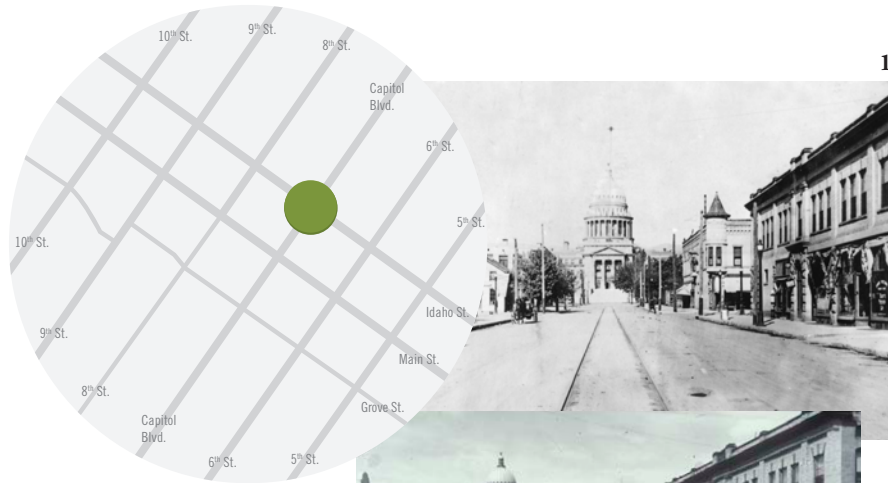 10th St.
9th St.
8th St.
Capitol
Blvd.
6th St.
5th St.
10th St.
Idaho St.
9th St.
Main St.
8th St.
Grove St.
Capitol
Blvd.
6th St.
5th St.
1